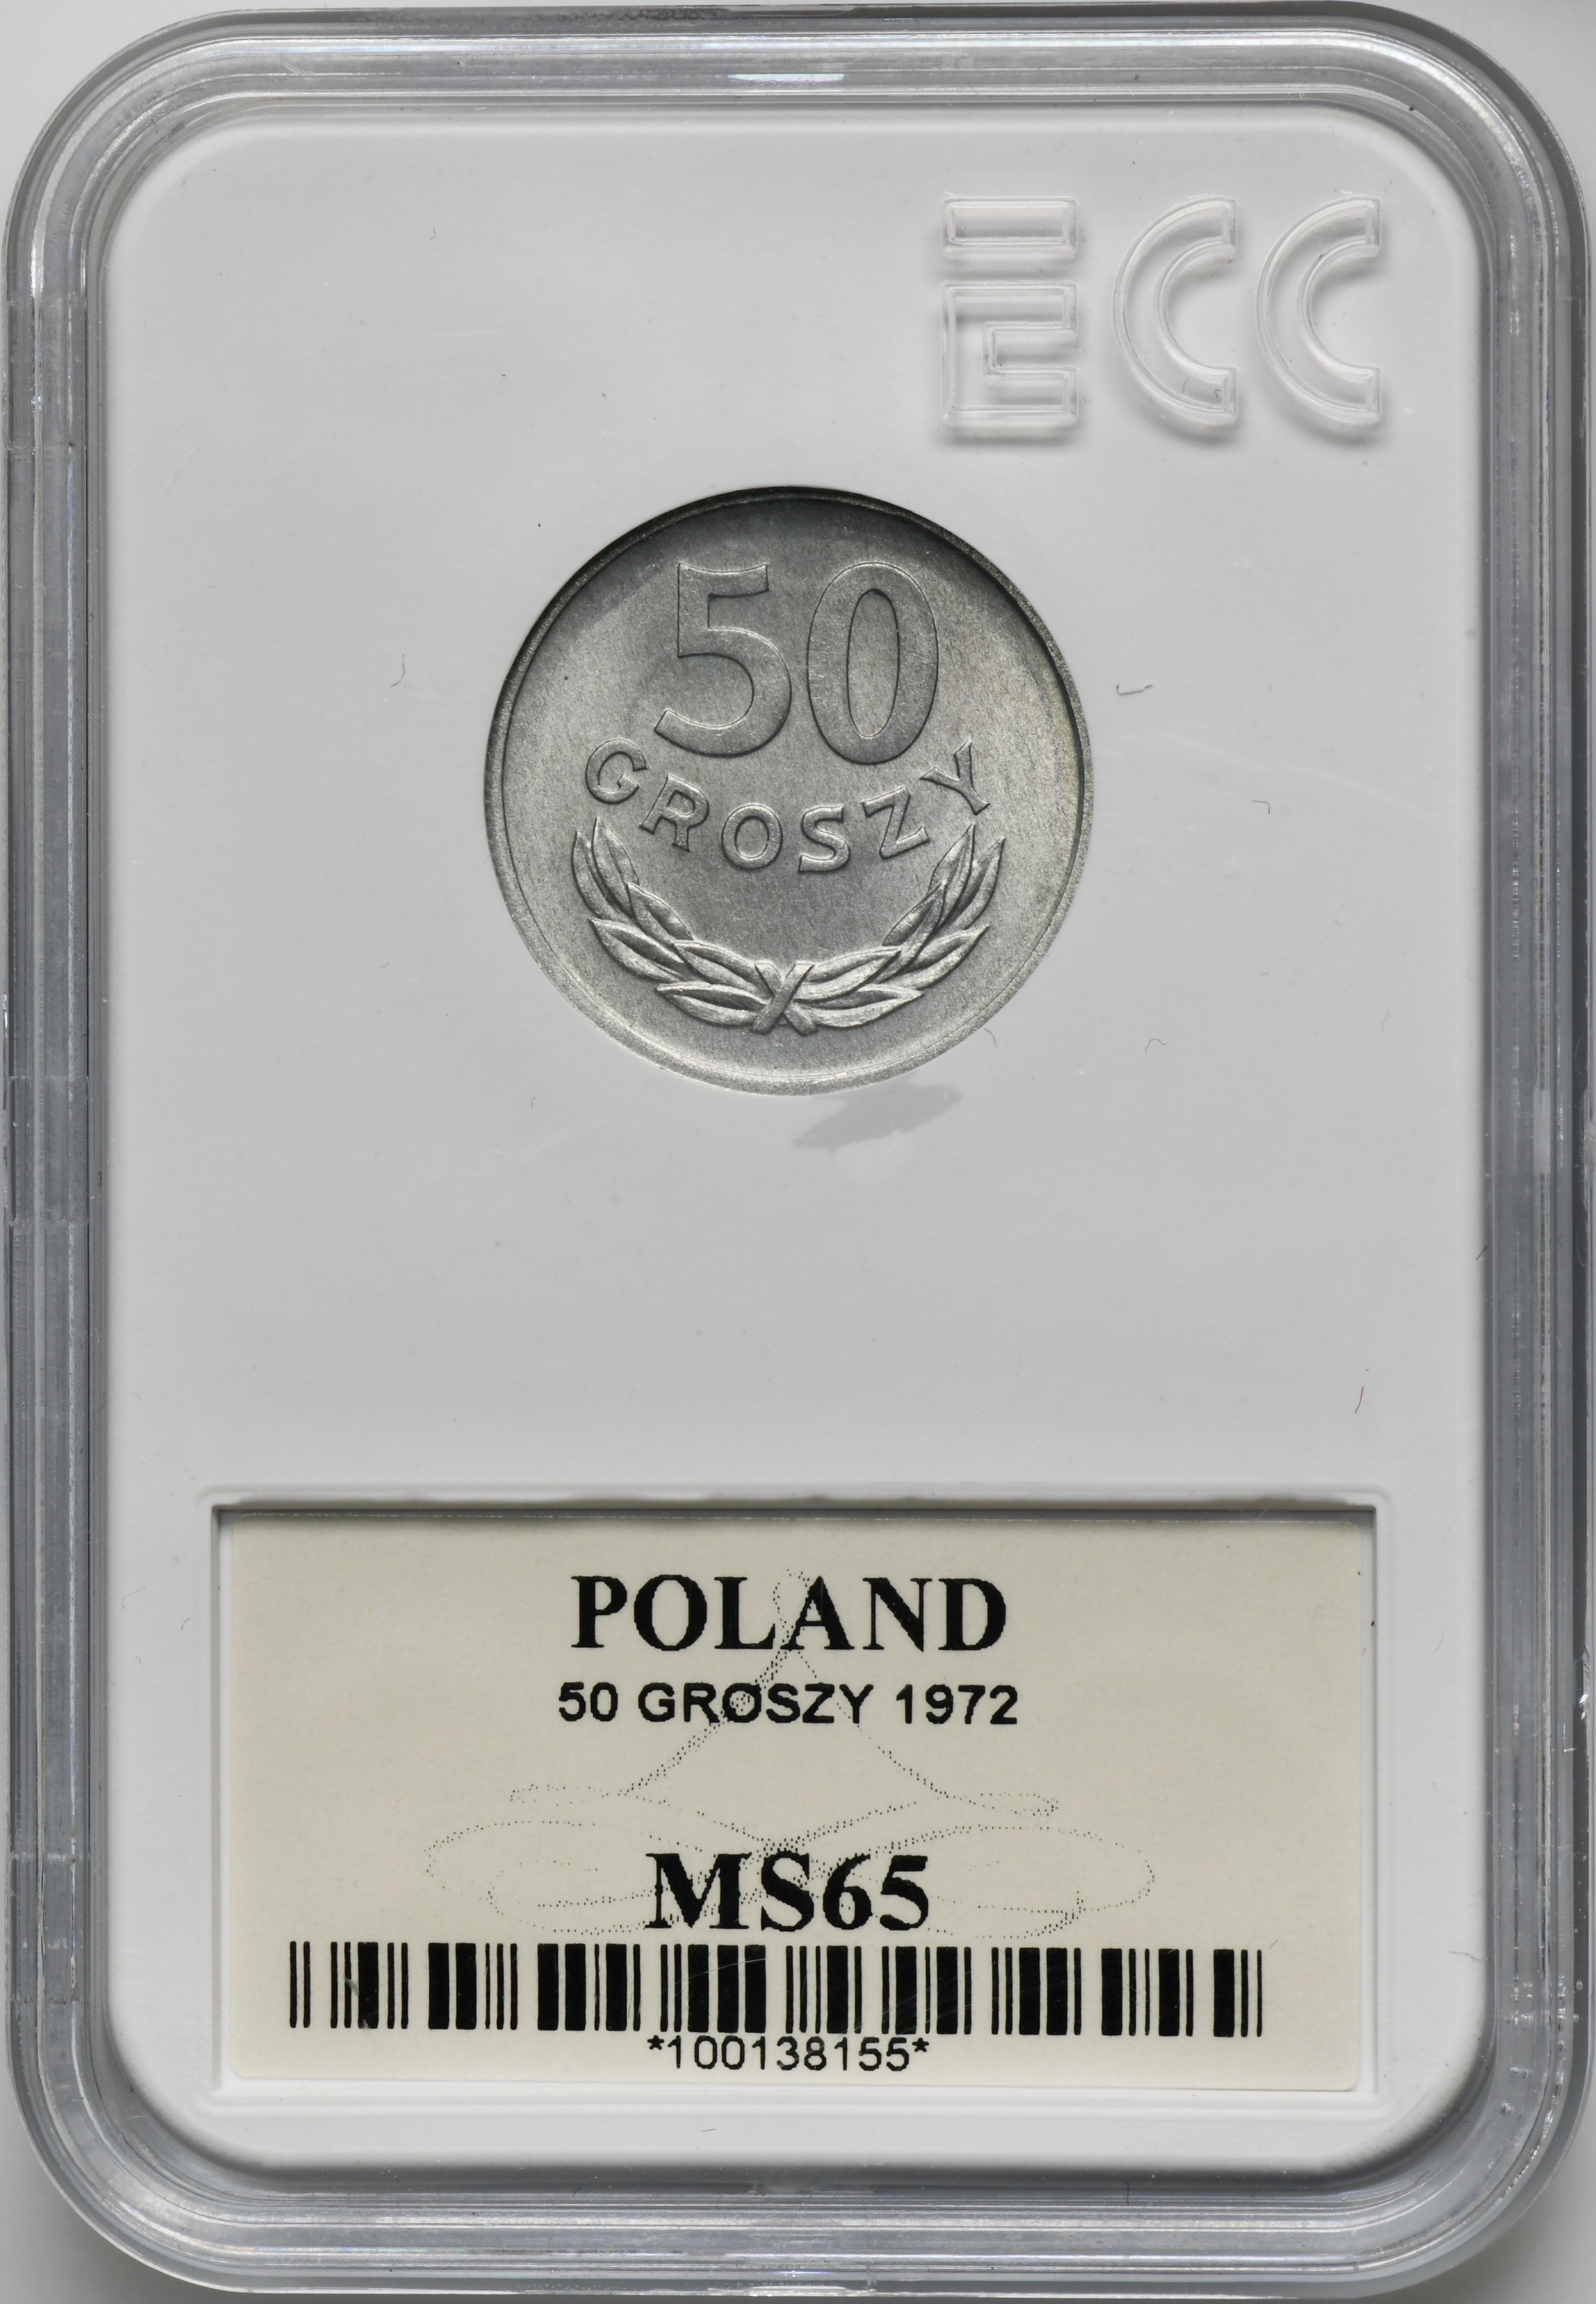 ECC
50
GROSZY
POLAND
50 GROSZY 1972
MS65
*100138155*